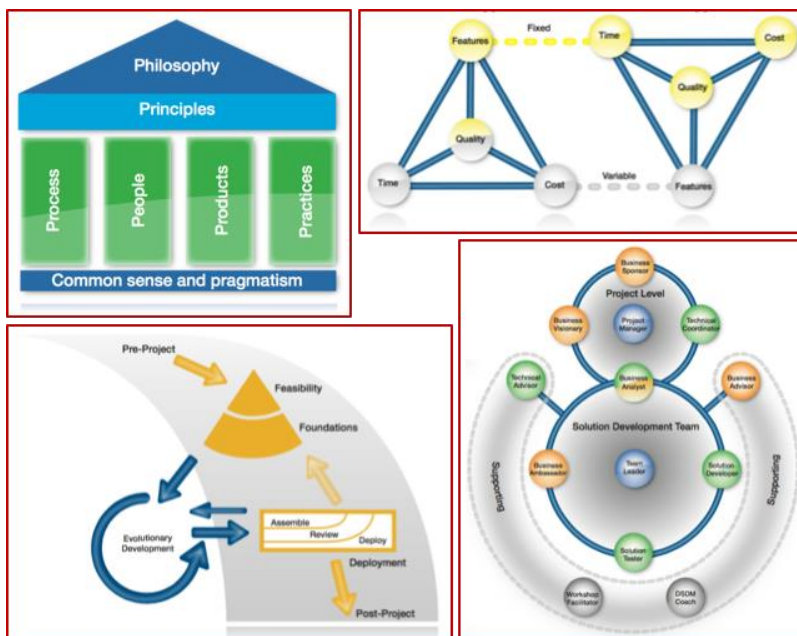 Philosophy
Principles
Process
People
Products
Practices
Common sense and pragmatism
Features
Fixed
Time
Cost
Quality
Quality
Time
Cost
Variable
Features
Pre-Project
Feasibility
Foundations
Evolutionary
Development
Assemble
Review
Deploy
Deployment
Post-Project
Business
Sponsor
Project Level
Business
Visionary
Project
Manager
Technical
Coordinator
Technical
Advisor
Business
Analyst
Business
Advisor
Solution Development Team
Supporting
Business
Ambassador
Team
Leader
Solution
Developer
Supporting
Solution
Tester
Workshop
Facilitator
DSDM
Coach